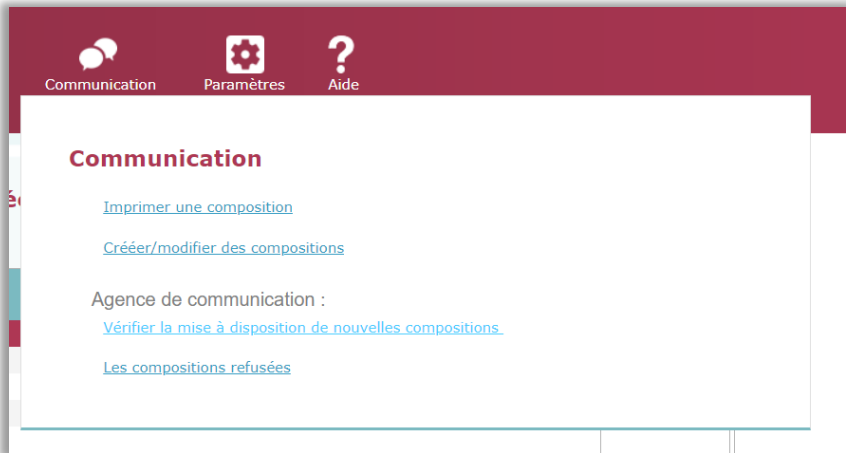 Communication Paramètres Aide
Communication
Imprimer une composition
Crééer/modifier des compositions
Agence de communication :
Vérifier la mise à disposition de nouvelles compositions
Les compositions refusées